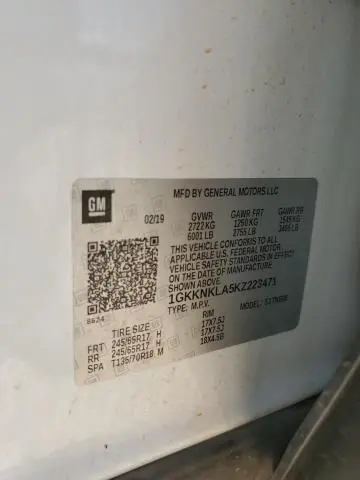 GM
MFD BY GENERAL MOTORS LLC
02/19
GVWR GAWR FRT GAWR RR
2722 KG 1250 KG 1545 KG
6001 LB 2755 LB 3406 LB
THIS VEHICLE CONFORMS TO ALL
APPLICABLE U.S. FEDERAL MOTOR
VEHICLE SAFETY STANDARDS IN EFFECT
ON THE DATE OF MANUFACTURE
SHOWN ABOVE.
1GKKNKLA5KZ223471
TYPE: M.P.V.
8624
TIRE SIZE RIM
FRT 245/65R17 H 17X7.5J
RR 245/65R17 H 17X7.5J
SPA T135/70R18 M 18X4.5B